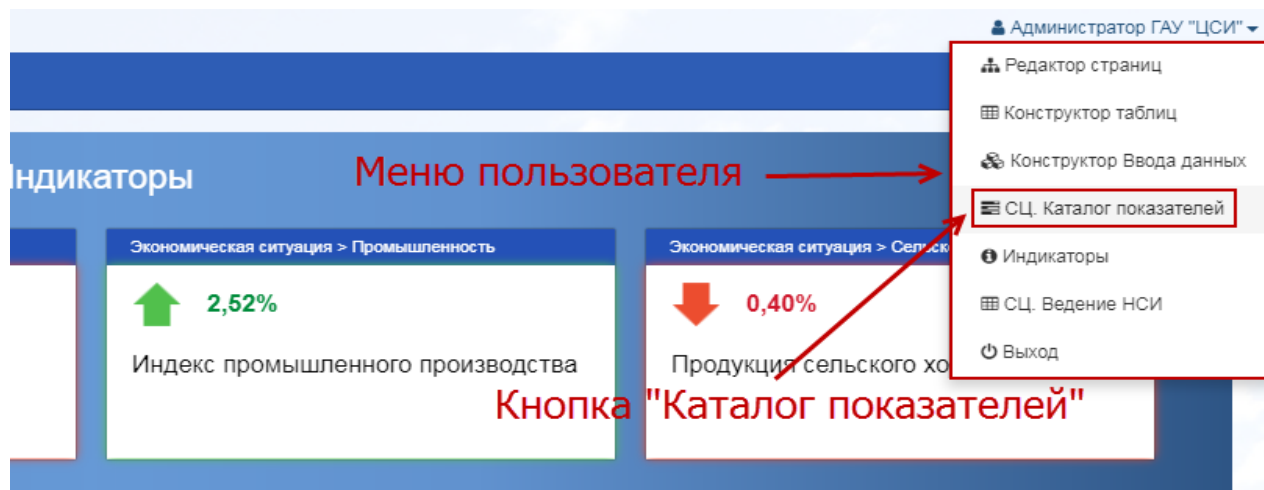 Администратор ГАУ "ЦСИ"
Редактор страниц
Конструктор таблиц
Конструктор Ввода данных
СЦ. Каталог показателей
Индикаторы
СЦ. Ведение НСИ
Выход
ндикаторы
Меню пользователя
Экономическая ситуация > Промышленность
2,52%
Индекс промышленного производства
Экономическая ситуация > Сельск
0,40%
Продукция сельского хо
Кнопка "Каталог показателей"